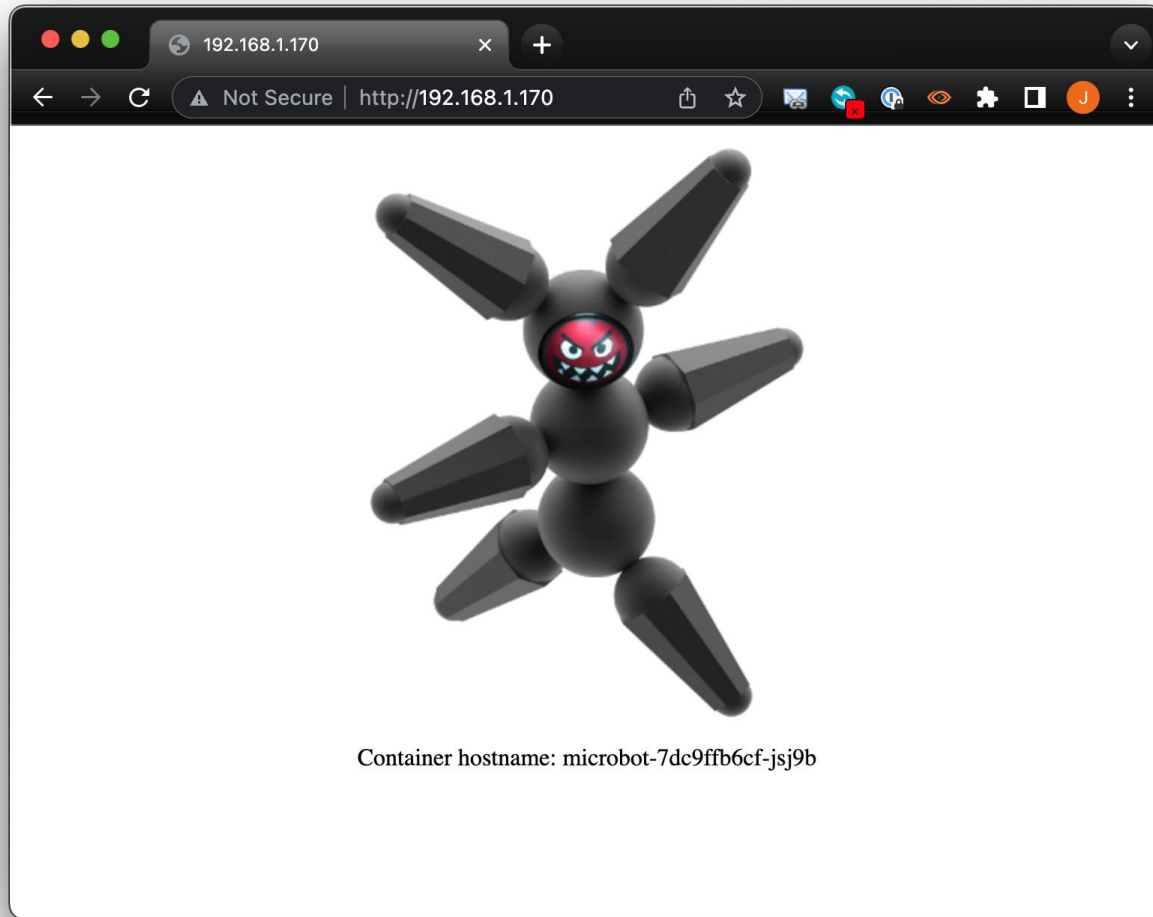 192.168.1.170
Not Secure http://192.168.1.170
J
Container hostname: microbot-7dc9ffb6cf-jsj9b